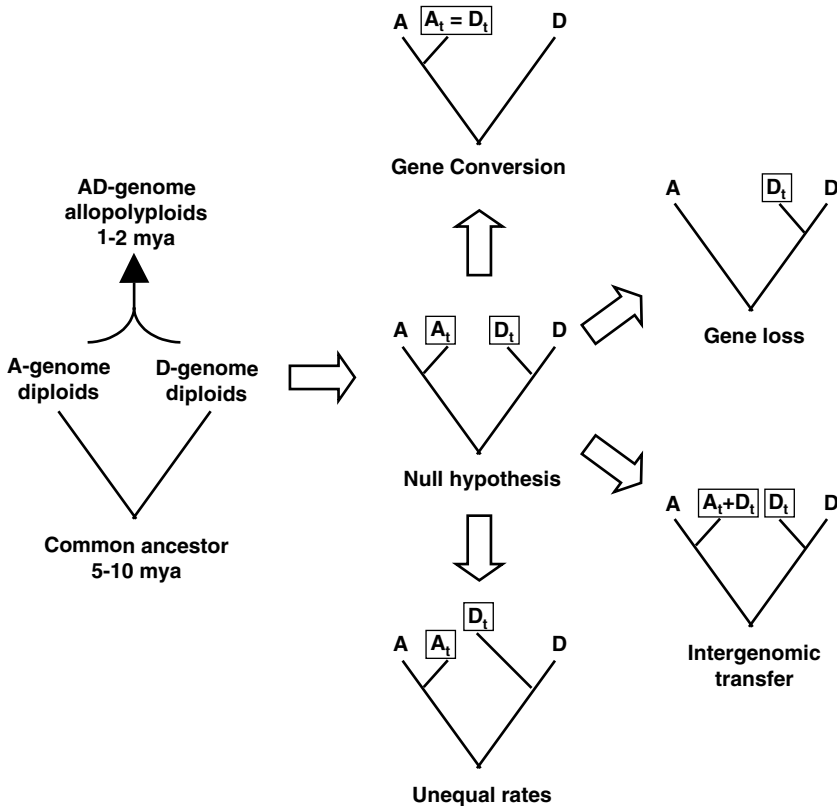 A A_t = D_t D
Gene Conversion
AD-genome
allopolyploids
1-2 mya
A-genome
diploids
D-genome
diploids
Common ancestor
5-10 mya
A A_t D_t D
Null hypothesis
A D_t D
Gene loss
A A_t+D_t D_t D
Intergenomic
transfer
A A_t D_t D
Unequal rates